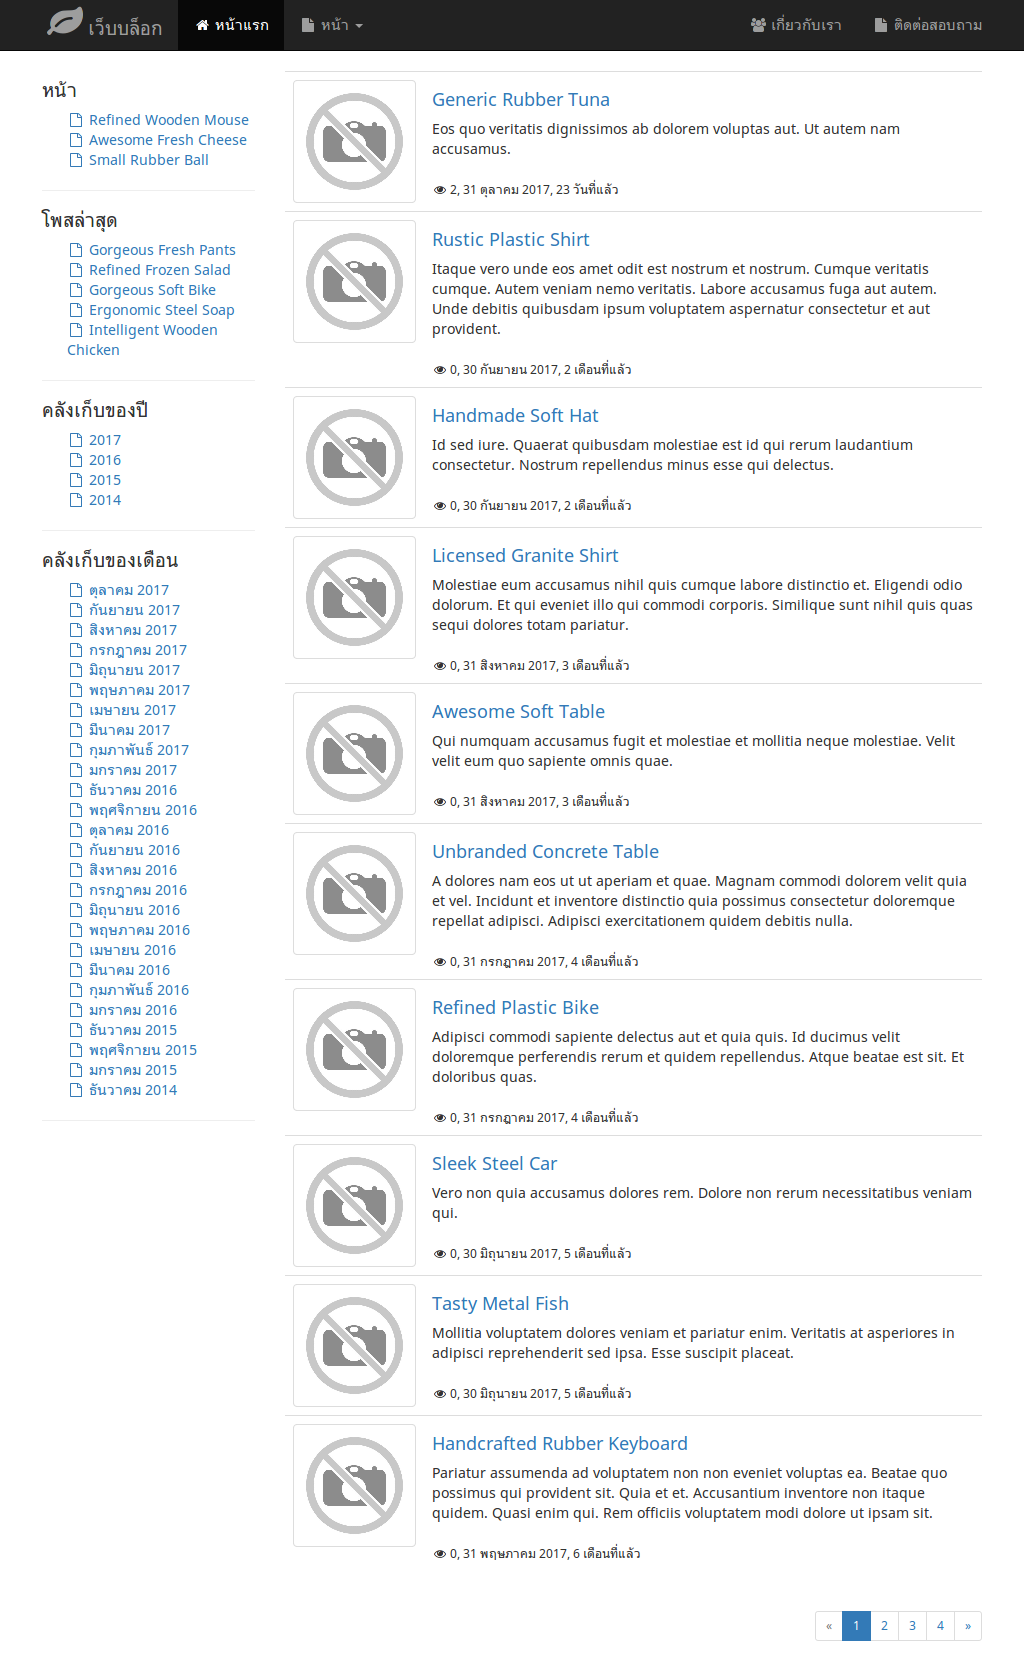 เว็บบล็อก
หน้าแรก
หน้า
เกี่ยวกับเรา
ติดต่อสอบถาม
หน้า
Refined Wooden Mouse
Awesome Fresh Cheese
Small Rubber Ball
โพสล่าสุด
Gorgeous Fresh Pants
Refined Frozen Salad
Gorgeous Soft Bike
Ergonomic Steel Soap
Intelligent Wooden
Chicken
คลังเก็บของปี
2017
2016
2015
2014
คลังเก็บของเดือน
ตุลาคม 2017
กันยายน 2017
สิงหาคม 2017
กรกฎาคม 2017
มิถุนายน 2017
พฤษภาคม 2017
เมษายน 2017
มีนาคม 2017
กุมภาพันธ์ 2017
มกราคม 2017
ธันวาคม 2016
พฤศจิกายน 2016
ตุลาคม 2016
กันยายน 2016
สิงหาคม 2016
กรกฎาคม 2016
มิถุนายน 2016
พฤษภาคม 2016
เมษายน 2016
มีนาคม 2016
กุมภาพันธ์ 2016
มกราคม 2016
ธันวาคม 2015
พฤศจิกายน 2015
มกราคม 2015
ธันวาคม 2014
Generic Rubber Tuna
Eos quo veritatis dignissimos ab dolorem voluptas aut. Ut autem nam
accusamus.
2, 31 ตุลาคม 2017, 23 วันที่แล้ว
Rustic Plastic Shirt
Itaque vero unde eos amet odit est nostrum et nostrum. Cumque veritatis
cumque. Autem veniam nemo veritatis. Labore accusamus fuga aut autem.
Unde debitis quibusdam ipsum voluptatem aspernatur consectetur et aut
provident.
0, 30 กันยายน 2017, 2 เดือนที่แล้ว
Handmade Soft Hat
Id sed iure. Quaerat quibusdam molestiae est id qui rerum laudantium
consectetur. Nostrum repellendus minus esse qui delectus.
0, 30 กันยายน 2017, 2 เดือนที่แล้ว
Licensed Granite Shirt
Molestiae eum accusamus nihil quis cumque labore distinctio et. Eligendi odio
dolorum. Et qui eveniet illo qui commodi corporis. Similique sunt nihil quis quas
sequi dolores totam pariatur.
0, 31 สิงหาคม 2017, 3 เดือนที่แล้ว
Awesome Soft Table
Qui numquam accusamus fugit et molestiae et mollitia neque molestiae. Velit
velit eum quo sapiente omnis quae.
0, 31 สิงหาคม 2017, 3 เดือนที่แล้ว
Unbranded Concrete Table
A dolores nam eos ut ut aperiam et quae. Magnam commodi dolorem velit quia
et vel. Incidunt et inventore distinctio quia possimus consectetur doloremque
repellat adipisci. Adipisci exercitationem quidem debitis nulla.
0, 31 กรกฎาคม 2017, 4 เดือนที่แล้ว
Refined Plastic Bike
Adipisci commodi sapiente delectus aut et quia quis. Id ducimus velit
doloremque perferendis rerum et quidem repellendus. Atque beatae est sit. Et
doloribus quas.
0, 31 กรกฎาคม 2017, 4 เดือนที่แล้ว
Sleek Steel Car
Vero non quia accusamus dolores rem. Dolore non rerum necessitatibus veniam
qui.
0, 30 มิถุนายน 2017, 5 เดือนที่แล้ว
Tasty Metal Fish
Mollitia voluptatem dolores veniam et pariatur enim. Veritatis at asperiores in
adipisci reprehenderit sed ipsa. Esse suscipit placeat.
0, 30 มิถุนายน 2017, 5 เดือนที่แล้ว
Handcrafted Rubber Keyboard
Pariatur assumenda ad voluptatem non non eveniet voluptas ea. Beatae quo
possimus qui provident sit. Quia et et. Accusantium inventore non itaque
quidem. Quasi enim qui. Rem officiis voluptatem modi dolore ut ipsam sit.
0, 31 พฤษภาคม 2017, 6 เดือนที่แล้ว
« 1 2 3 4 »